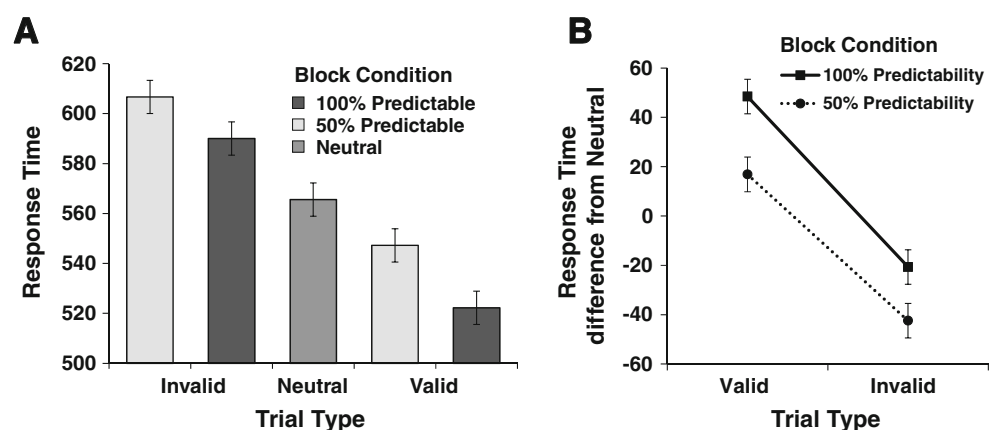 A
Response Time
620
600
580
560
540
520
500
Block Condition
100% Predictable
50% Predictable
Neutral
Invalid Neutral Valid
Trial Type
B
Response Time
difference from Neutral
60
40
20
0
-20
-40
-60
Block Condition
100% Predictability
50% Predictability
Valid Invalid
Trial Type